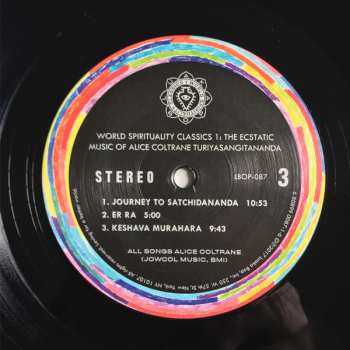 WORLD SPIRITUALITY CLASSICS 1: THE ECSTATIC
MUSIC OF ALICE COLTRANE TURIYASANGITANANDA
STEREO
LBOP-087
3
1. JOURNEY TO SATCHIDANANDA 10:53
2. ER RA 5:00
3. KESHAVA MURAHARA 9:43
ALL SONGS ALICE COLTRANE
(JOWCOL MUSIC, BMI)